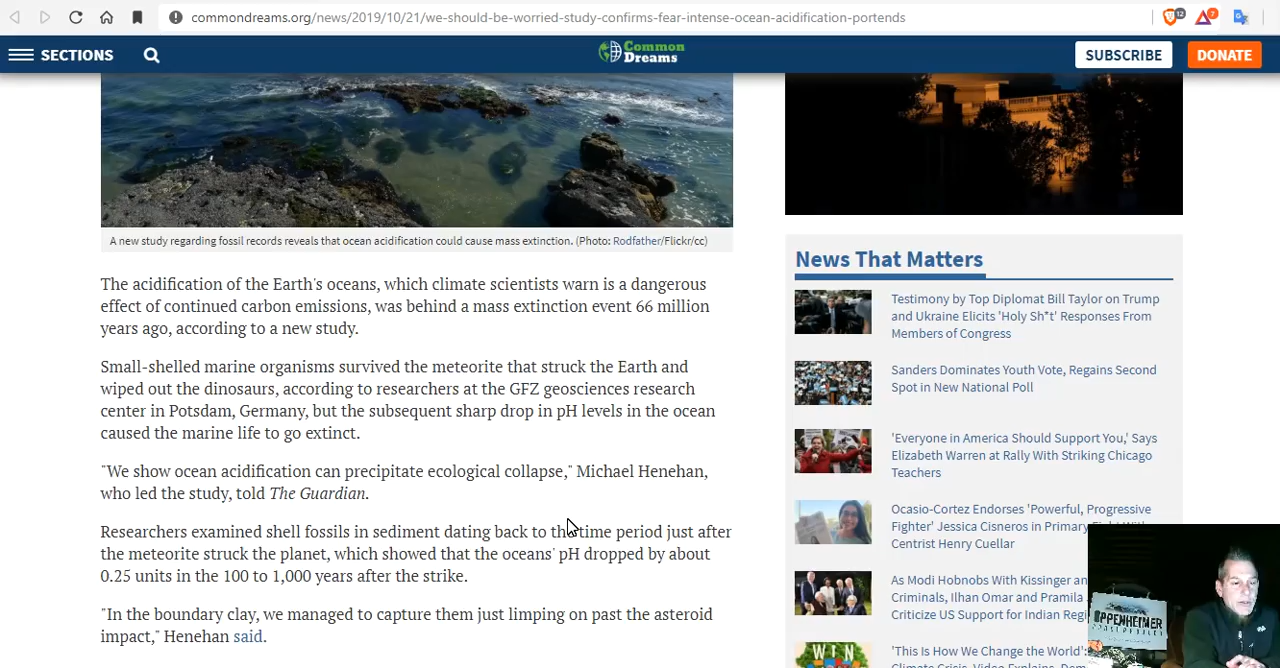 commondreams.org/news/2019/10/21/we-should-be-worried-study-confirms-fear-intense-ocean-acidification-portends
12
7
SECTIONS
Common
Dreams
SUBSCRIBE
DONATE
A new study regarding fossil records reveals that ocean acidification could cause mass extinction. (Photo: Rodfather/Flickr/cc)
The acidification of the Earth's oceans, which climate scientists warn is a dangerous
effect of continued carbon emissions, was behind a mass extinction event 66 million
years ago, according to a new study.
Small-shelled marine organisms survived the meteorite that struck the Earth and
wiped out the dinosaurs, according to researchers at the GFZ geosciences research
center in Potsdam, Germany, but the subsequent sharp drop in pH levels in the ocean
caused the marine life to go extinct.
"We show ocean acidification can precipitate ecological collapse," Michael Henehan,
who led the study, told The Guardian.
Researchers examined shell fossils in sediment dating back to the time period just after
the meteorite struck the planet, which showed that the oceans' pH dropped by about
0.25 units in the 100 to 1,000 years after the strike.
"In the boundary clay, we managed to capture them just limping on past the asteroid
impact," Henehan said.
News That Matters
Testimony by Top Diplomat Bill Taylor on Trump
and Ukraine Elicits 'Holy Sh*t' Responses From
Members of Congress
Sanders Dominates Youth Vote, Regains Second
Spot in New National Poll
'Everyone in America Should Support You,' Says
Elizabeth Warren at Rally With Striking Chicago
Teachers
Ocasio-Cortez Endorses 'Powerful, Progressive
Fighter' Jessica Cisneros in Primary Fight With
Centrist Henry Cuellar
As Modi Hobnobs With Kissinger an
Criminals, Ilhan Omar and Pramila
Criticize US Support for Indian Regi
'This Is How We Change the World':
Climate Crisis, Video Explains, Dem
WIN
OPPENHEIMER